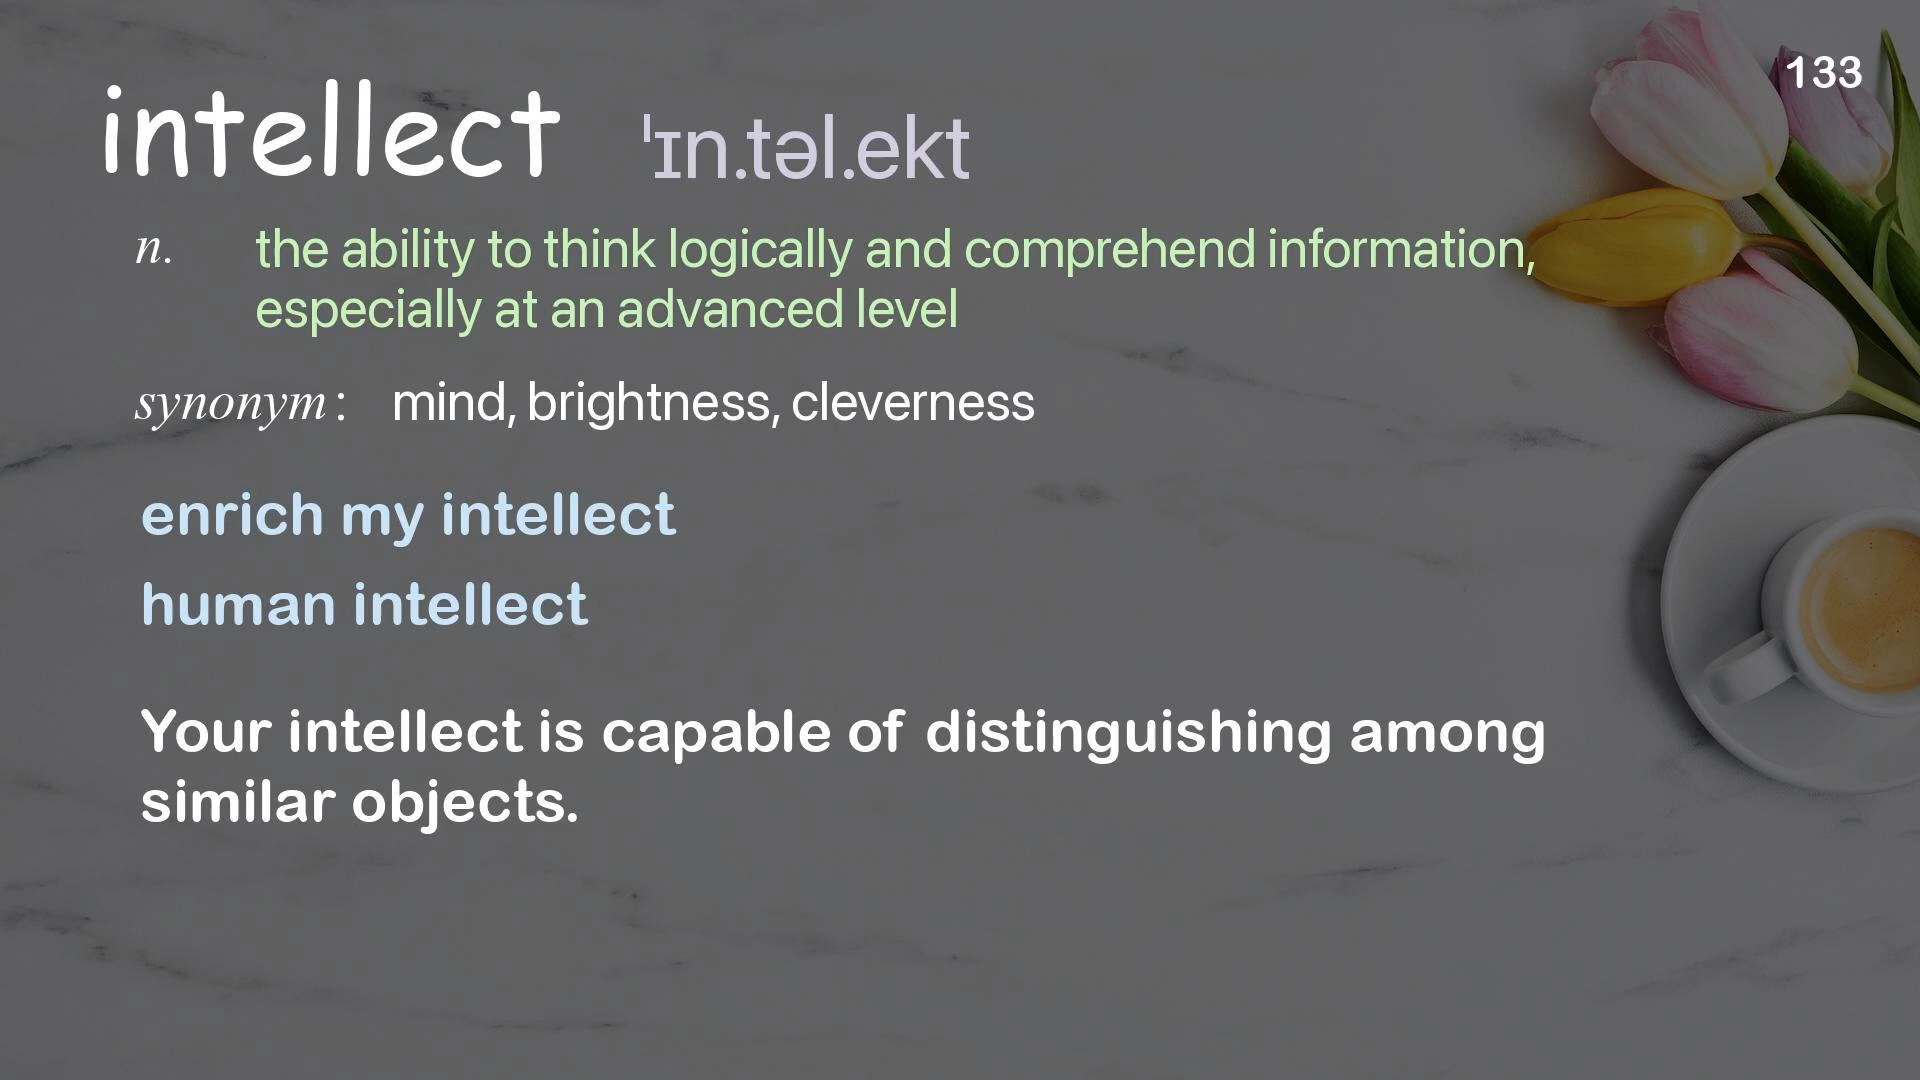 133
intellect ˈɪn.təl.ekt
n. the ability to think logically and comprehend information,
especially at an advanced level
synonym : mind, brightness, cleverness
enrich my intellect
human intellect
Your intellect is capable of distinguishing among
similar objects.